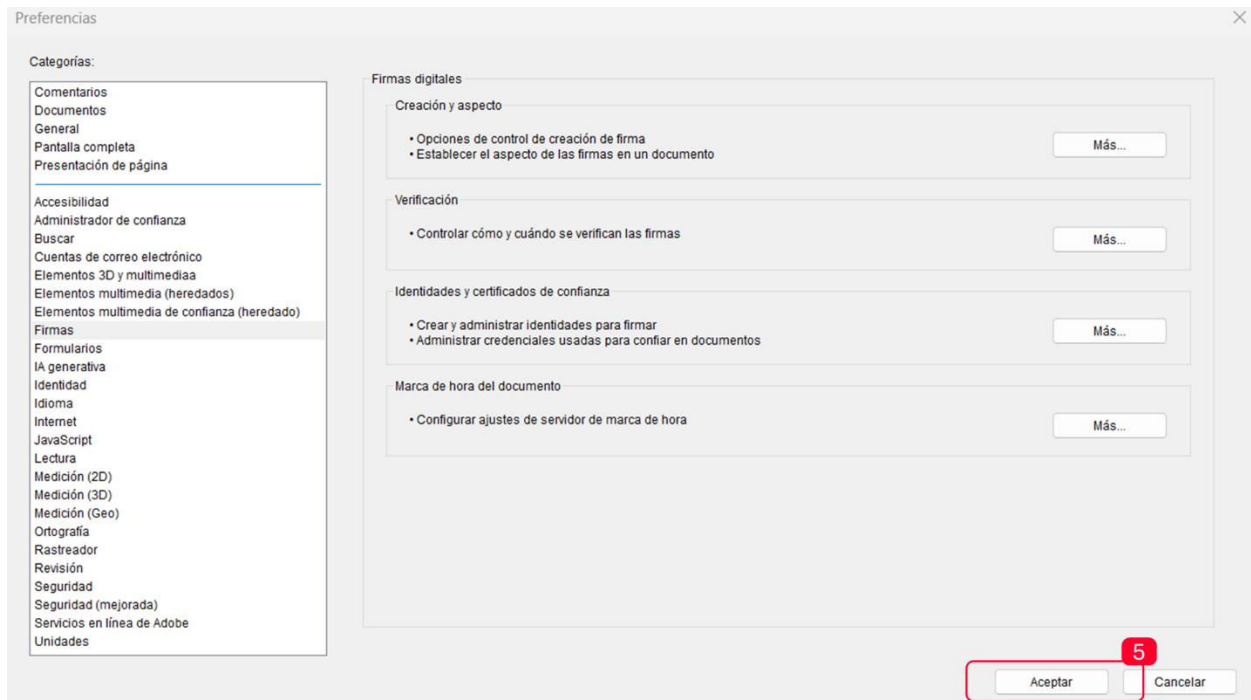 Preferencias
Categorías:
Comentarios
Documentos
General
Pantalla completa
Presentación de página
Accesibilidad
Administrador de confianza
Buscar
Cuentas de correo electrónico
Elementos 3D y multimediaa
Elementos multimedia (heredados)
Elementos multimedia de confianza (heredado)
Firmas
Formularios
IA generativa
Identidad
Idioma
Internet
JavaScript
Lectura
Medición (2D)
Medición (3D)
Medición (Geo)
Ortografía
Rastreador
Revisión
Seguridad
Seguridad (mejorada)
Servicios en línea de Adobe
Unidades
Firmas digitales
Creación y aspecto
• Opciones de control de creación de firma
• Establecer el aspecto de las firmas en un documento
Más...
Verificación
• Controlar cómo y cuándo se verifican las firmas
Más...
Identidades y certificados de confianza
• Crear y administrar identidades para firmar
• Administrar credenciales usadas para confiar en documentos
Más...
Marca de hora del documento
• Configurar ajustes de servidor de marca de hora
Más...
5
Aceptar
Cancelar